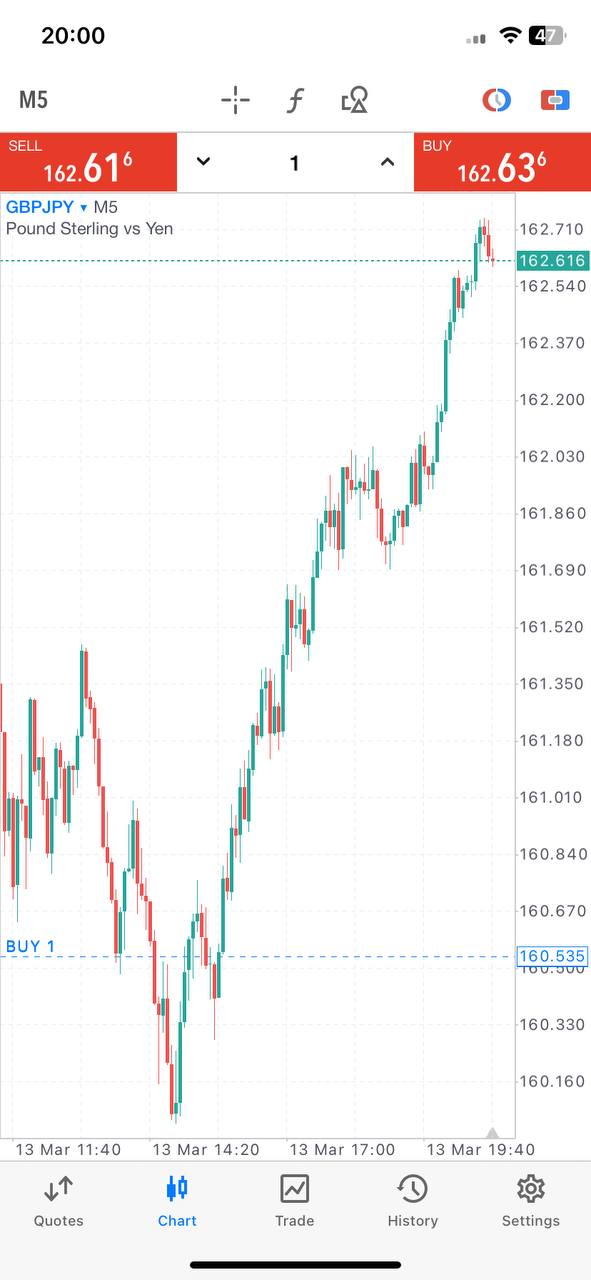 20:00
47
M5
SELL
162.616
1
BUY
162.636
GBPJPY ▾ M5
Pound Sterling vs Yen
162.710
162.616
162.540
162.370
162.200
162.030
161.860
161.690
161.520
161.350
161.180
161.010
160.840
160.670
BUY 1
160.535
160.500
160.330
160.160
13 Mar 11:40
13 Mar 14:20
13 Mar 17:00
13 Mar 19:40
Quotes
Chart
Trade
History
Settings